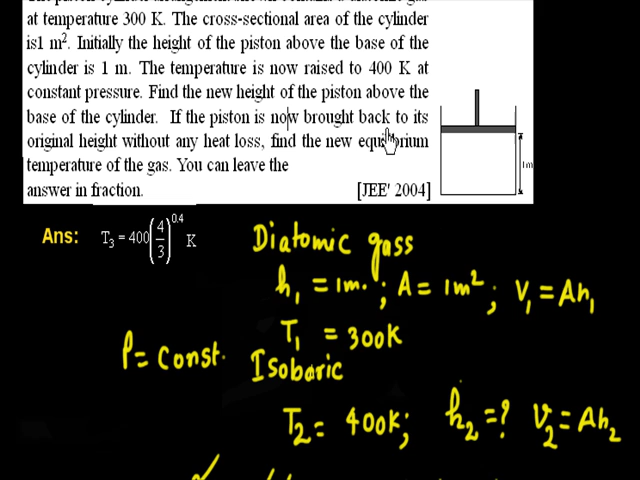 at temperature 300 K. The cross-sectional area of the cylinder
is1 m². Initially the height of the piston above the base of the
cylinder is 1 m. The temperature is now raised to 400 K at
constant pressure. Find the new height of the piston above the
base of the cylinder. If the piston is now brought back to its
original height without any heat loss, find the new equilibrium
temperature of the gas. You can leave the
answer in fraction. [JEE' 2004]
1m
Ans: T₃ = 400(4/3)^0.4 K
Diatomic gass
h₁ = 1m. ; A = 1m² ; V₁ = Ah₁
T₁ = 300K
P = Const.
Isobaric
T₂ = 400K; h₂ = ? V₂ = Ah₂